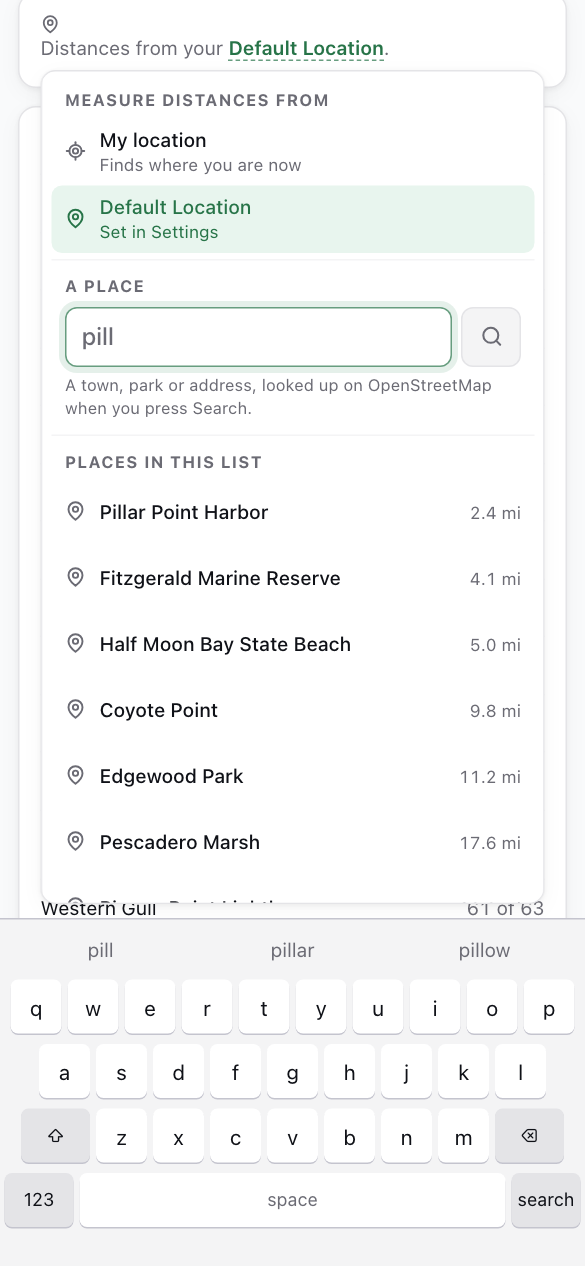 Distances from your Default Location.
MEASURE DISTANCES FROM
My location
Finds where you are now
Default Location
Set in Settings
A PLACE
pill
A town, park or address, looked up on OpenStreetMap
when you press Search.
PLACES IN THIS LIST
Pillar Point Harbor 2.4 mi
Fitzgerald Marine Reserve 4.1 mi
Half Moon Bay State Beach 5.0 mi
Coyote Point 9.8 mi
Edgewood Park 11.2 mi
Pescadero Marsh 17.6 mi
Western Gull 61 of 63
pill pillar pillow
q w e r t y u i o p
a s d f g h j k l
z x c v b n m
123 space search